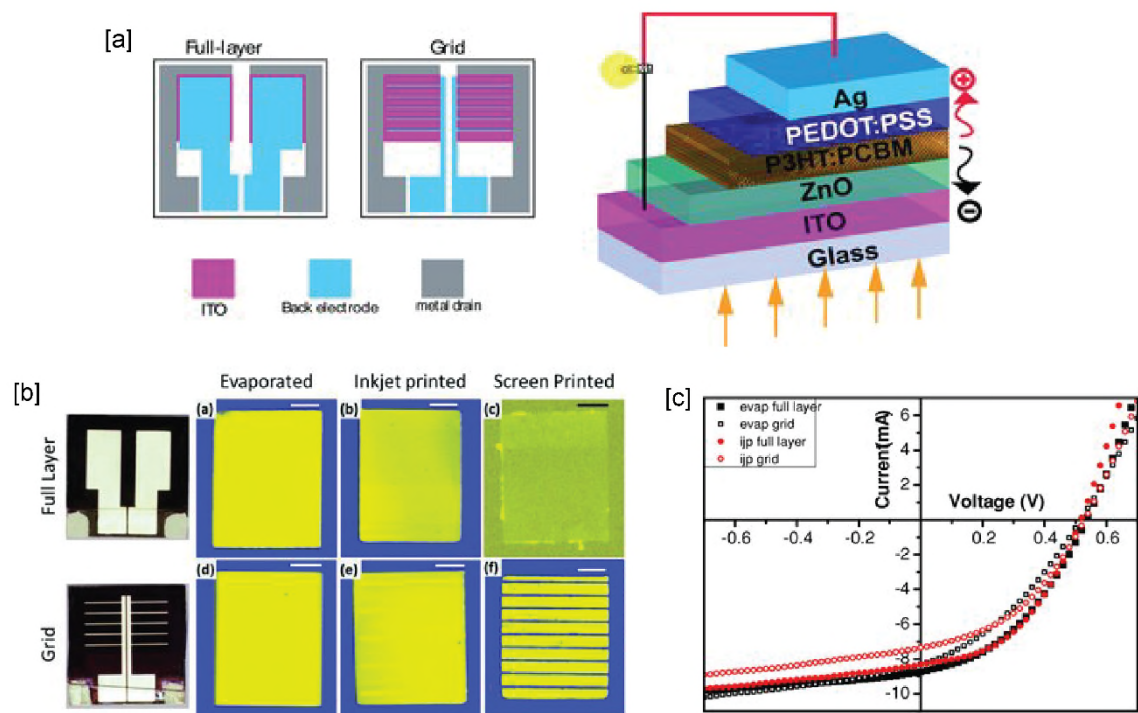 [a]
Full-layer
Grid
ITO
Back electrode
metal drain
Ag
PEDOT:PSS
P3HT:PCBM
ZnO
ITO
Glass
+
−
[b]
Evaporated
Inkjet printed
Screen Printed
Full Layer
(a)
(b)
(c)
Grid
(d)
(e)
(f)
[c]
evap full layer
evap grid
ijp full layer
ijp grid
Current(mA)
Voltage (V)
6
4
2
-2
-4
-6
-8
-10
-0.6
-0.4
-0.2
0.2
0.4
0.6